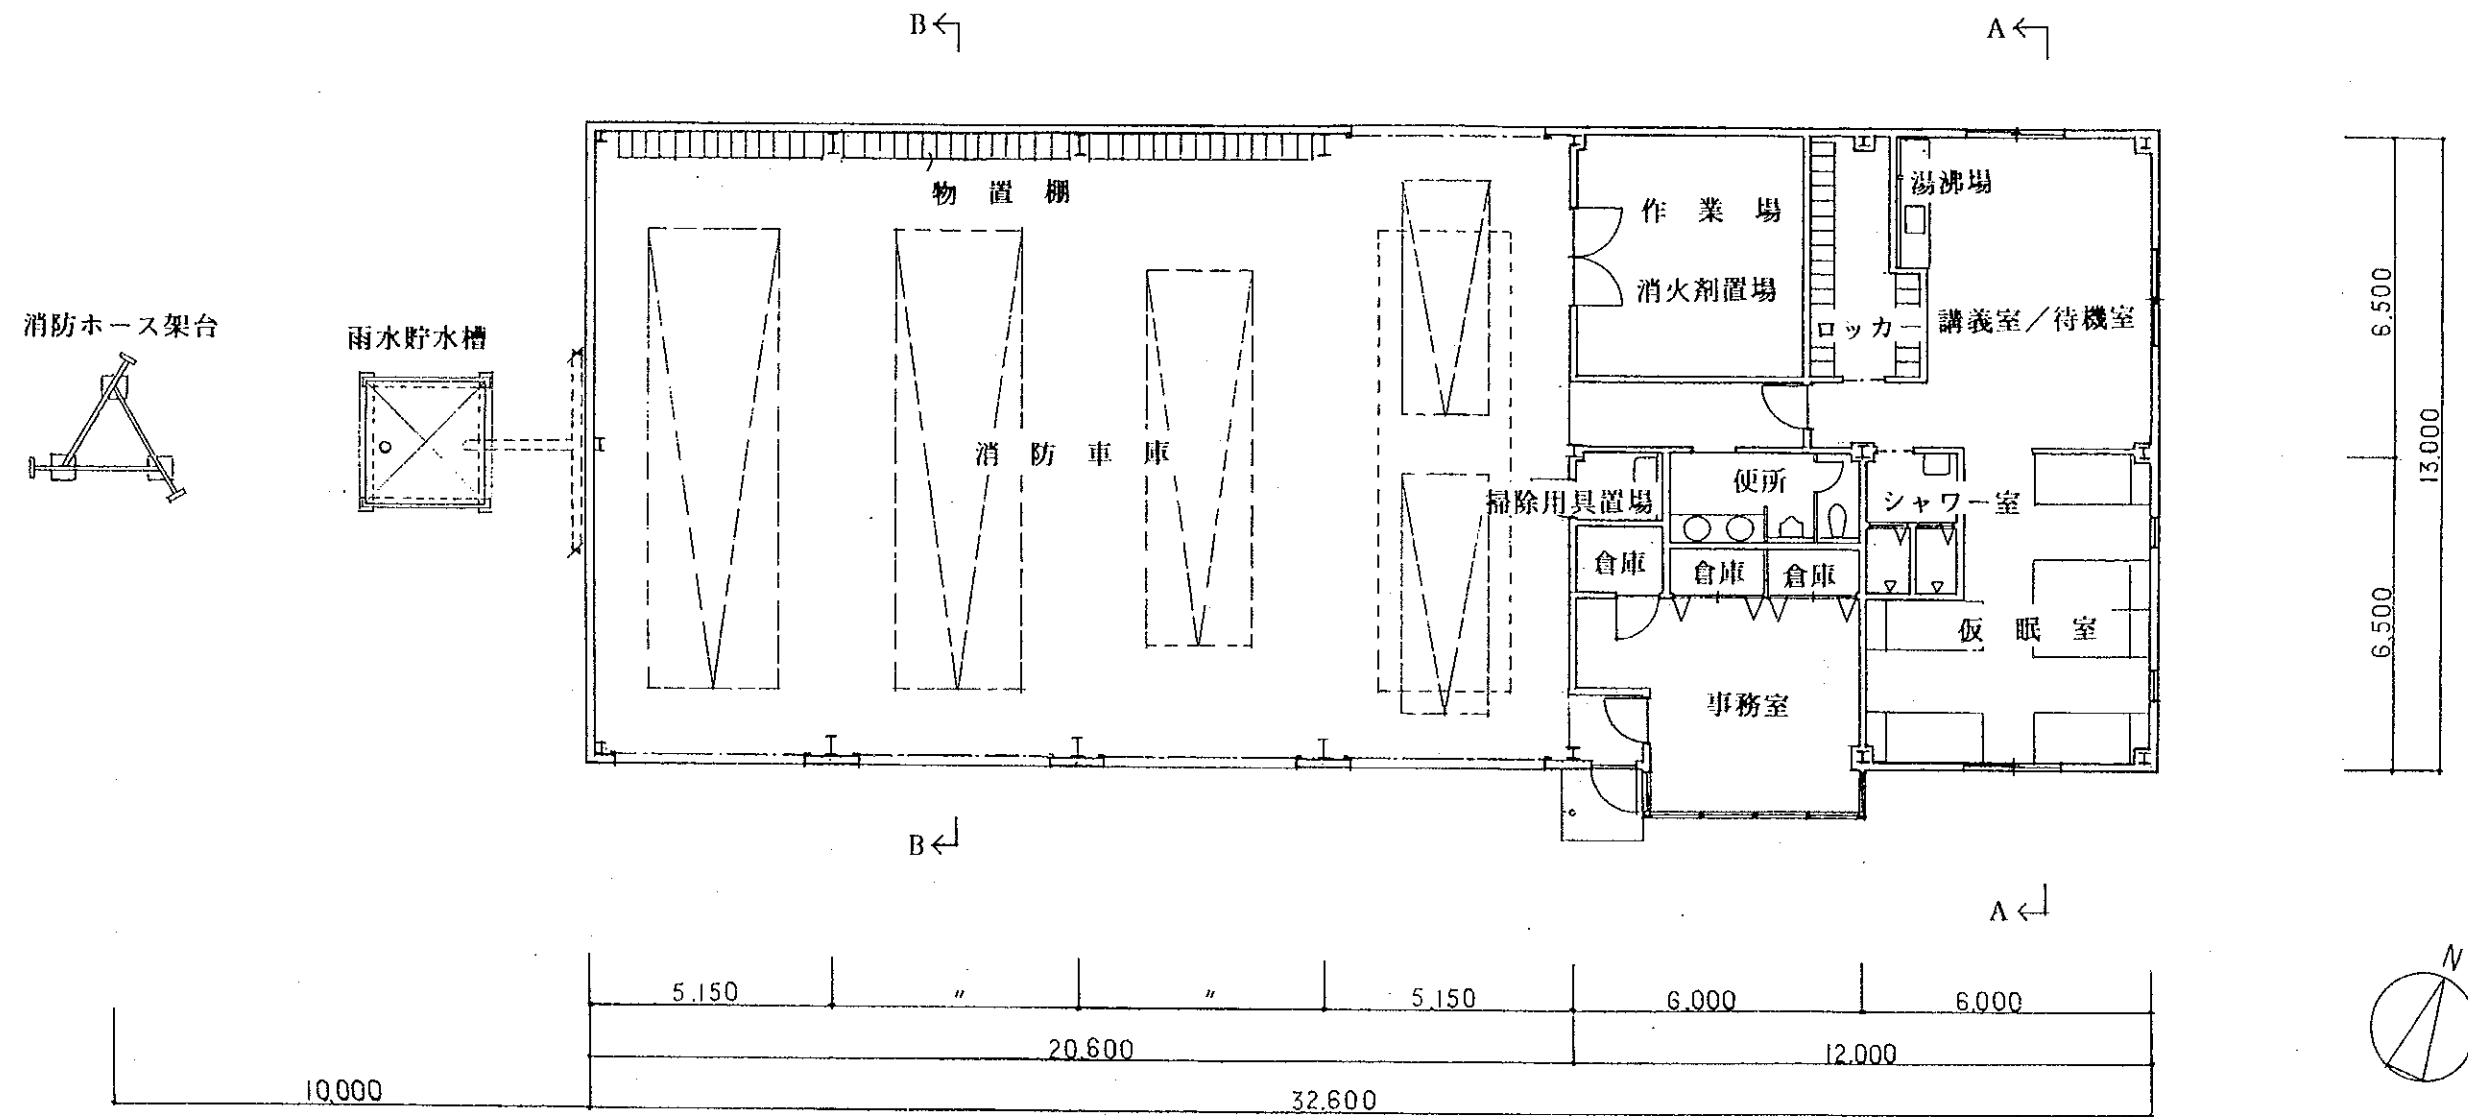 B
A
物置棚
湯沸場
作業場
消火剤置場
消防ホース架台
雨水貯水槽
ロッカー
講義室/待機室
6,500
13,000
消防車庫
掃除用具置場
便所
シャワー室
倉庫
倉庫
倉庫
仮眠室
6,500
事務室
B
A
N
5,150
〃
〃
5,150
6,000
6,000
20,600
12,000
10,000
32,600